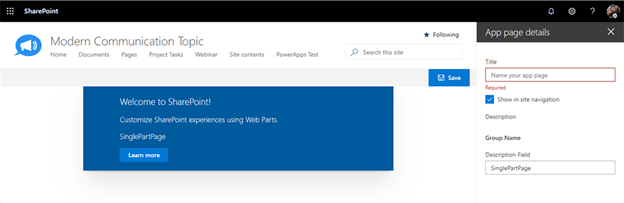 SharePoint
Modern Communication Topic
Following
Home Documents Pages Project Tasks Webinar Site contents PowerApps Test
Search this site
Save
Welcome to SharePoint!
Customize SharePoint experiences using Web Parts.
SinglePartPage
Learn more
App page details
Title
Name your app page
Required
Show in site navigation
Description
Group Name
Description Field
SinglePartPage